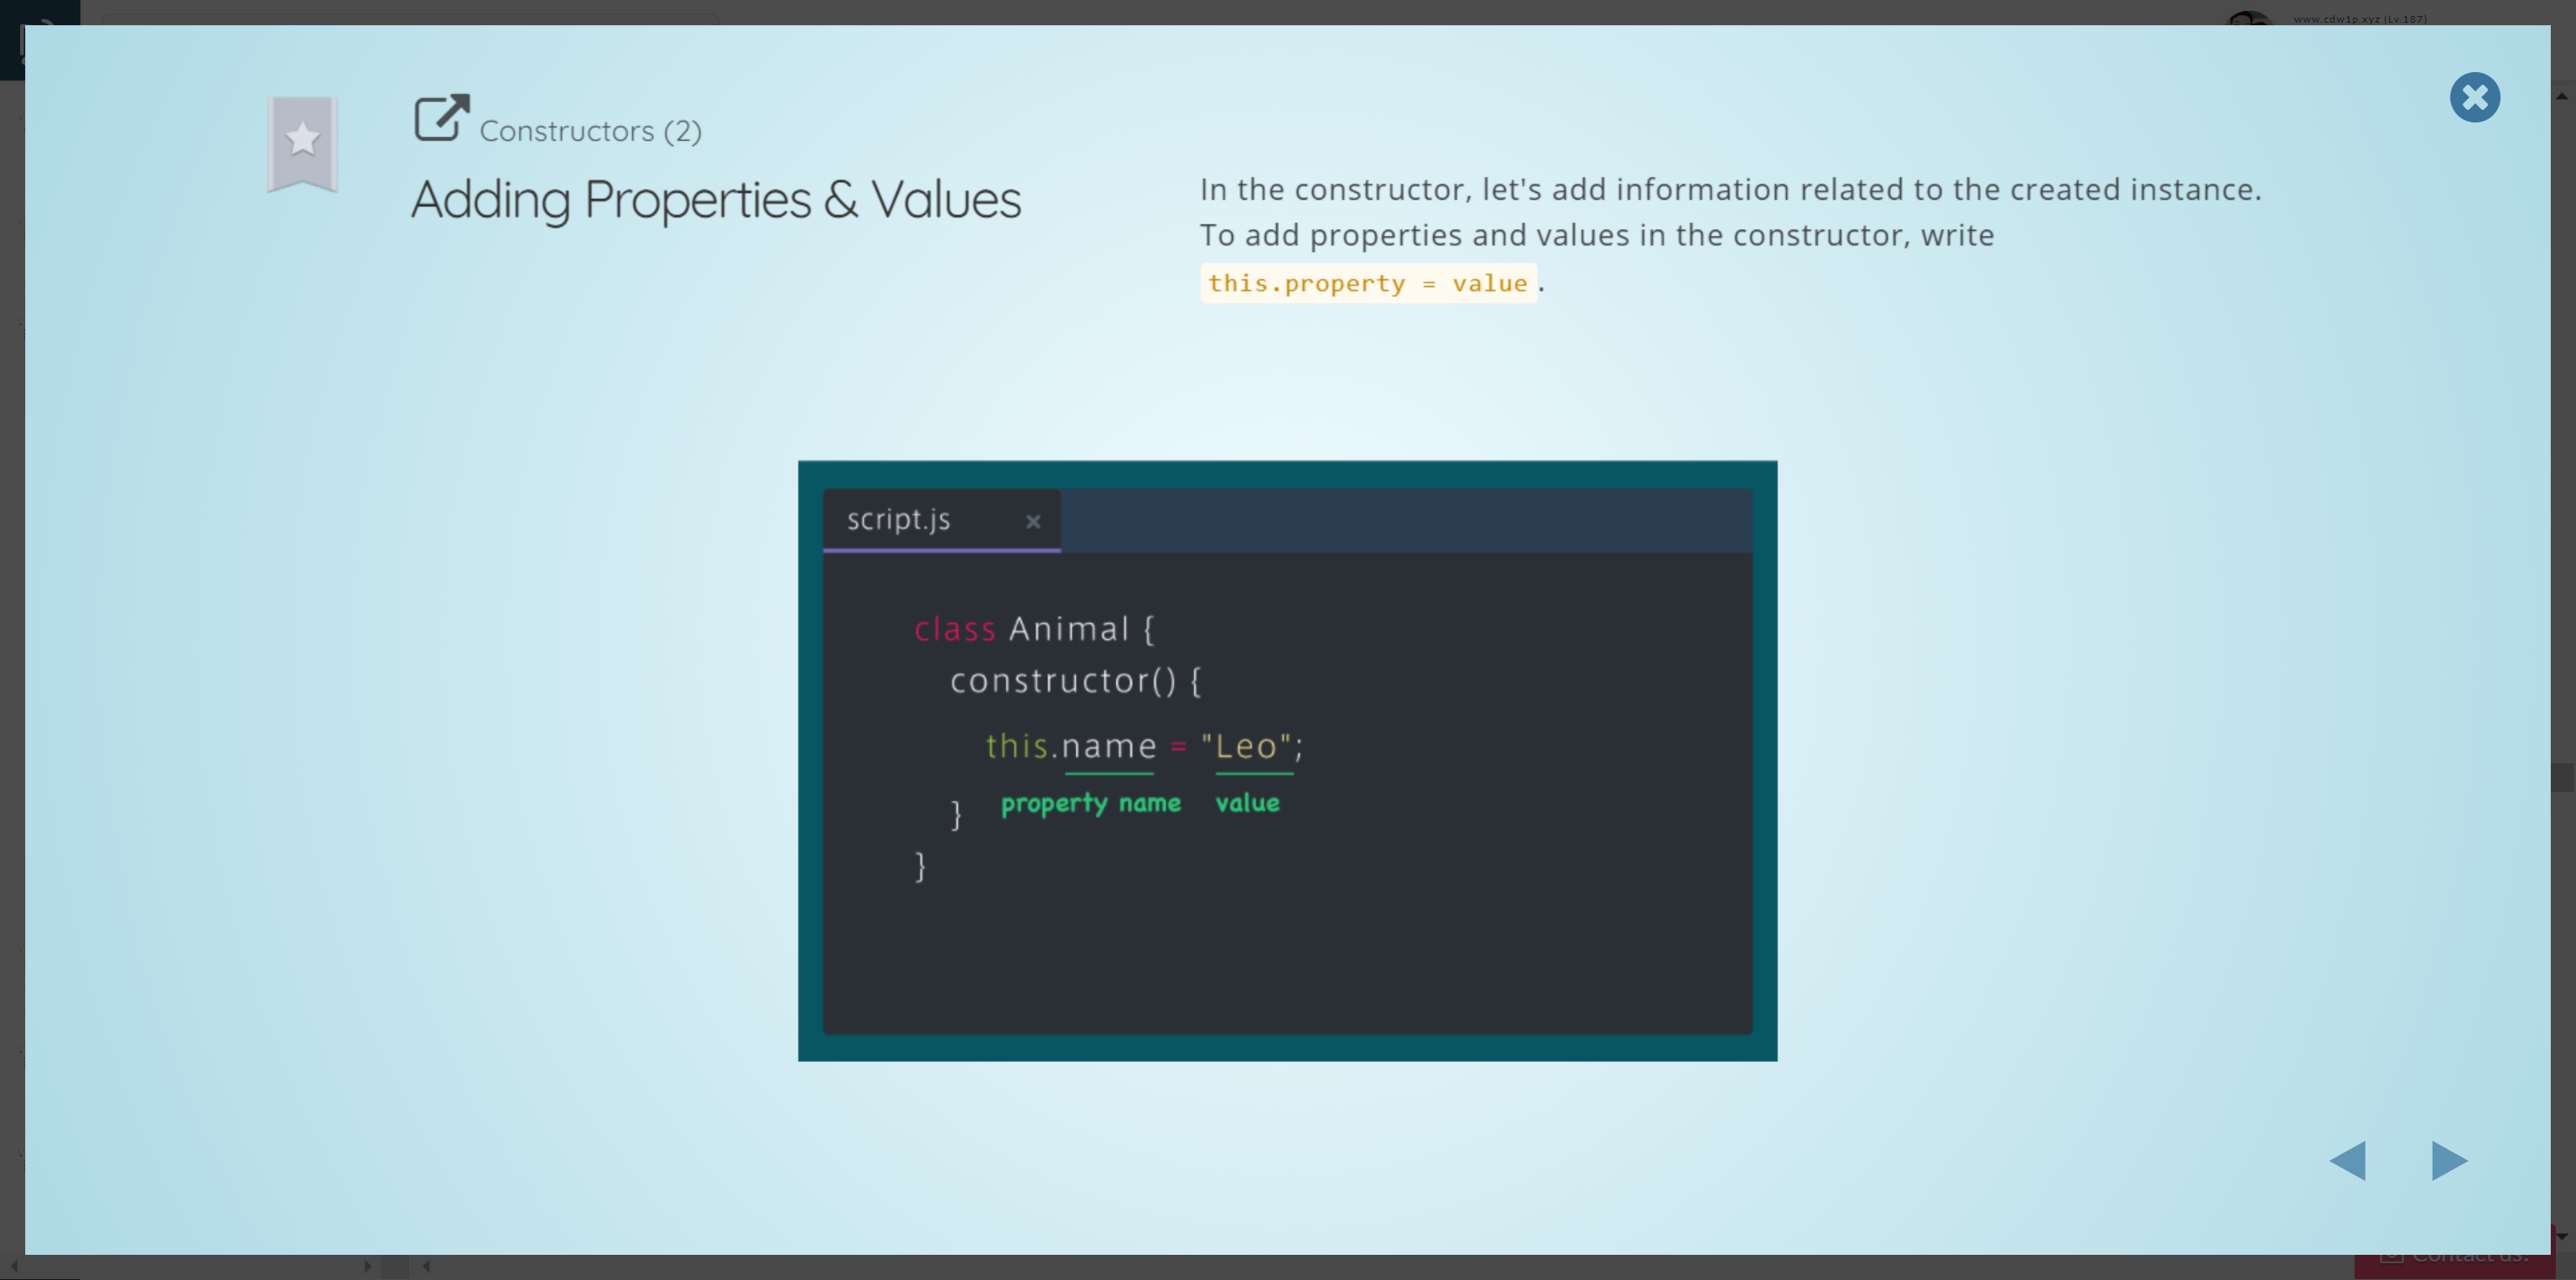 www.cdw1p.xyz (Lv.187)
Constructors (2)
Adding Properties & Values
In the constructor, let's add information related to the created instance.
To add properties and values in the constructor, write
this.property = value.
script.js
class Animal {
constructor() {
this.name = "Leo";
property name value
}
}
Contact us!